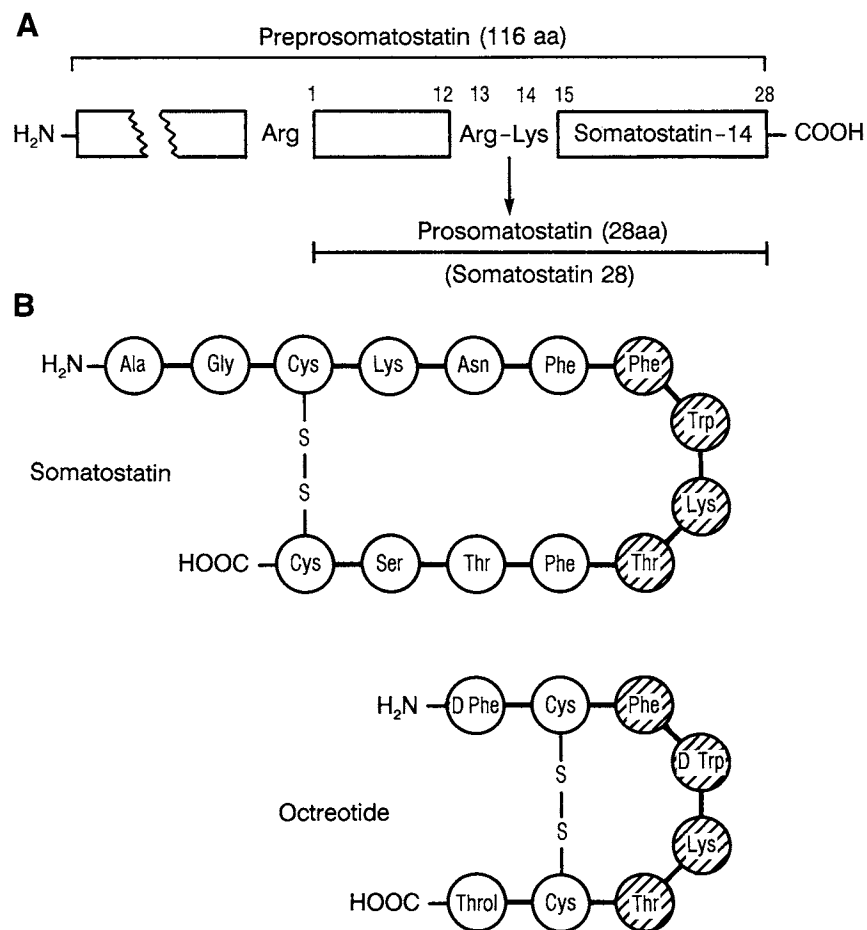 A
Preprosomatostatin (116 aa)
1 12 13 14 15 28
H₂N Arg Arg–Lys Somatostatin–14 COOH
Prosomatostatin (28aa)
(Somatostatin 28)
B
H₂N Ala Gly Cys Lys Asn Phe Phe
Trp
S
Somatostatin
S
Lys
HOOC Cys Ser Thr Phe Thr
H₂N D Phe Cys Phe
D Trp
S
Octreotide
S
Lys
HOOC Throl Cys Thr